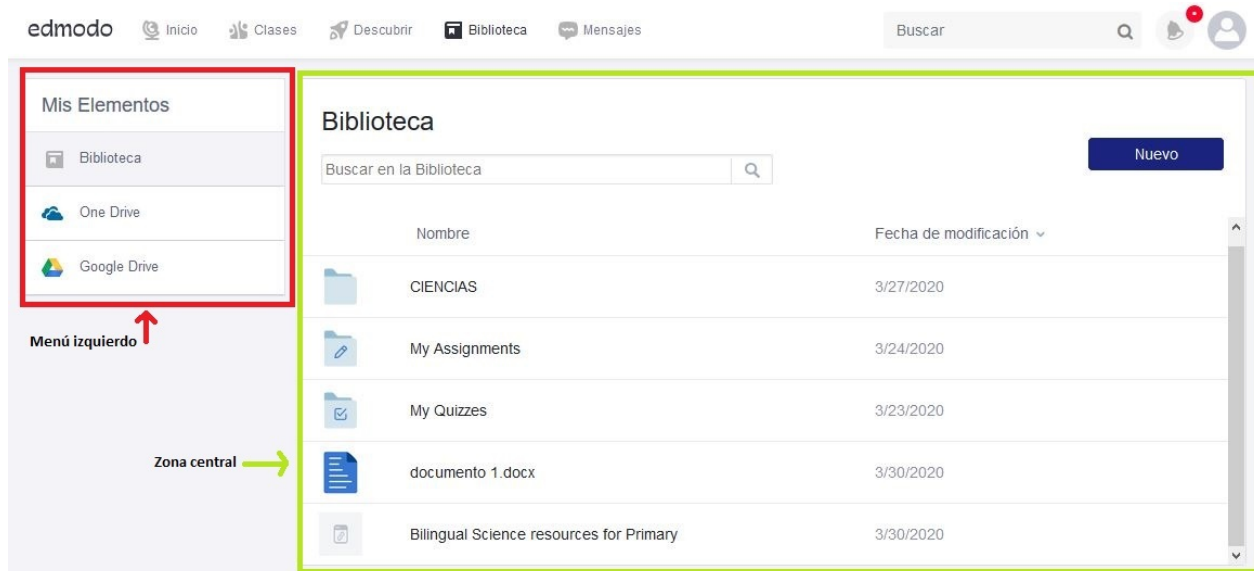 edmodo Inicio Clases Descubrir Biblioteca Mensajes Buscar
Mis Elementos
Biblioteca
One Drive
Google Drive
Menú izquierdo
Zona central
Biblioteca
Buscar en la Biblioteca
Nuevo
Nombre Fecha de modificación
CIENCIAS 3/27/2020
My Assignments 3/24/2020
My Quizzes 3/23/2020
documento 1.docx 3/30/2020
Bilingual Science resources for Primary 3/30/2020